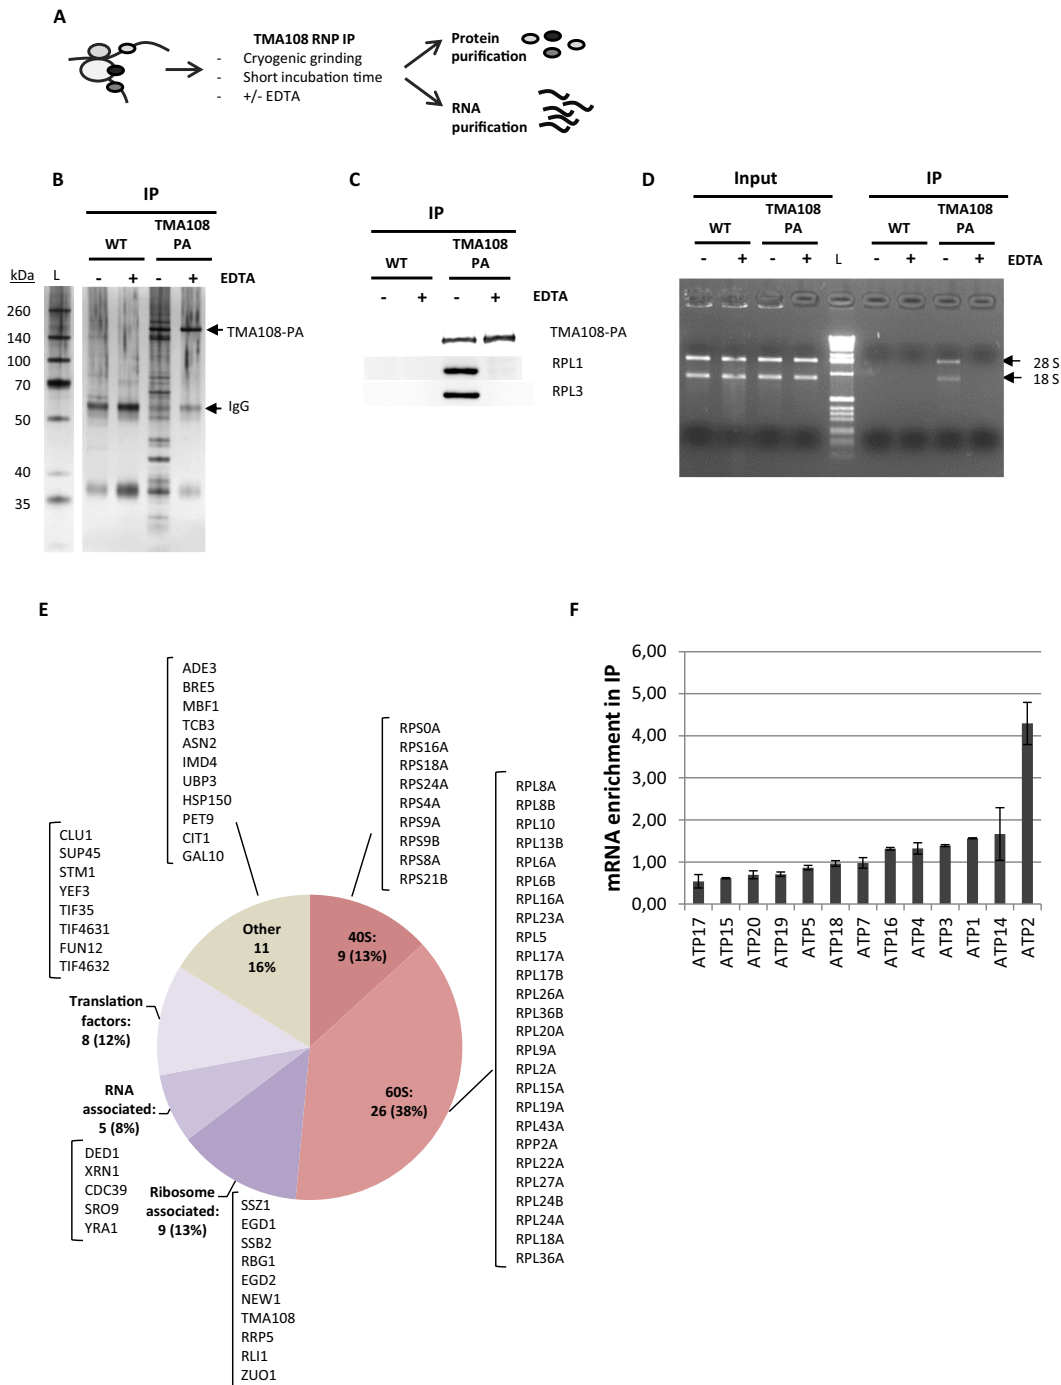 A
TMA108 RNP IP
- Cryogenic grinding
- Short incubation time
- +/- EDTA
Protein
purification
RNA
purification
B
IP
WT
TMA108
PA
kDa
L
- + - +
EDTA
260
140
100
70
50
40
35
TMA108-PA
IgG
C
IP
WT
TMA108
PA
- + - +
EDTA
TMA108-PA
RPL1
RPL3
D
Input
IP
WT
TMA108
PA
WT
TMA108
PA
- + - + L - + - +
EDTA
28 S
18 S
E
ADE3
BRE5
MBF1
TCB3
ASN2
IMD4
UBP3
HSP150
PET9
CIT1
GAL10
RPS0A
RPS16A
RPS18A
RPS24A
RPS4A
RPS9A
RPS9B
RPS8A
RPS21B
RPL8A
RPL8B
RPL10
RPL13B
RPL6A
RPL6B
RPL16A
RPL23A
RPL5
RPL17A
RPL17B
RPL26A
RPL36B
RPL20A
RPL9A
RPL2A
RPL15A
RPL19A
RPL43A
RPP2A
RPL22A
RPL27A
RPL24B
RPL24A
RPL18A
RPL36A
CLU1
SUP45
STM1
YEF3
TIF35
TIF4631
FUN12
TIF4632
Other
11
16%
40S:
9 (13%)
60S:
26 (38%)
Translation
factors:
8 (12%)
RNA
associated:
5 (8%)
DED1
XRN1
CDC39
SRO9
YRA1
Ribosome
associated:
9 (13%)
SSZ1
EGD1
SSB2
RBG1
EGD2
NEW1
TMA108
RRP5
RLI1
ZUO1
F
mRNA enrichment in IP
6,00
5,00
4,00
3,00
2,00
1,00
0,00
ATP17
ATP15
ATP20
ATP19
ATP5
ATP18
ATP7
ATP16
ATP4
ATP3
ATP1
ATP14
ATP2